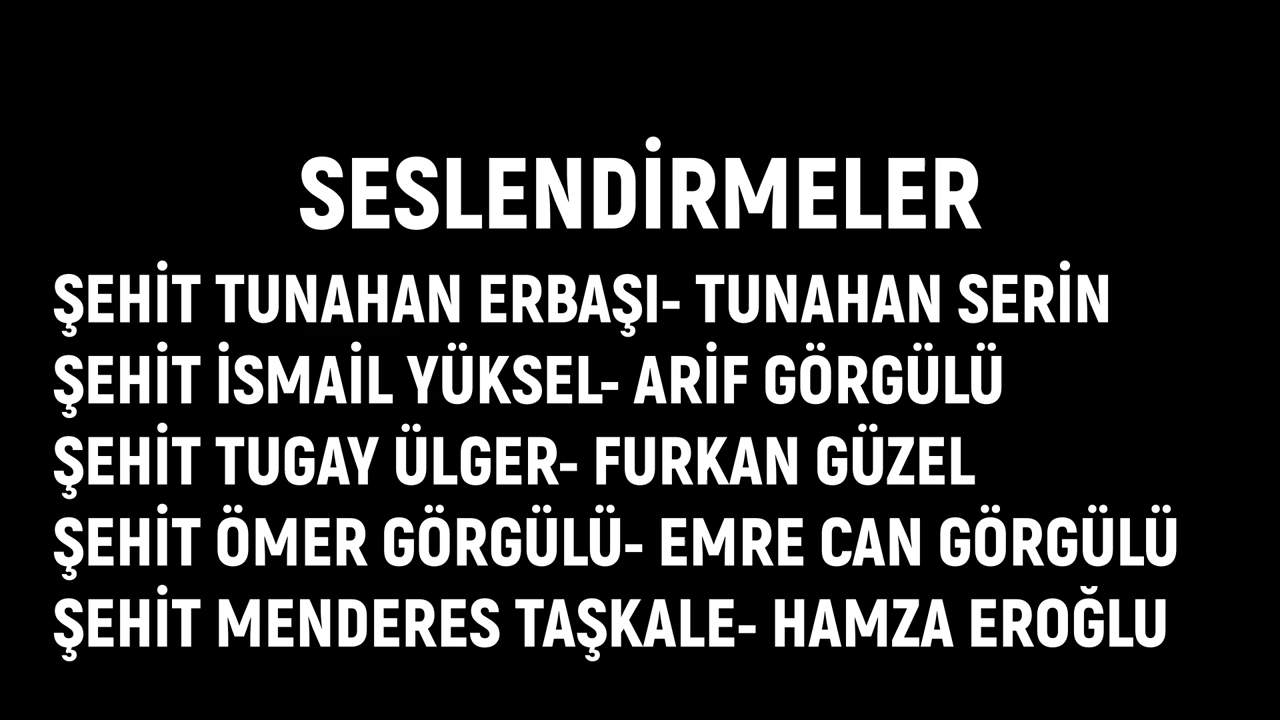 SESLENDİRMELER
ŞEHİT TUNAHAN ERBAŞI- TUNAHAN SERİN
ŞEHİT İSMAİL YÜKSEL- ARİF GÖRGÜLÜ
ŞEHİT TUGAY ÜLGER- FURKAN GÜZEL
ŞEHİT ÖMER GÖRGÜLÜ- EMRE CAN GÖRGÜLÜ
ŞEHİT MENDERES TAŞKALE- HAMZA EROĞLU